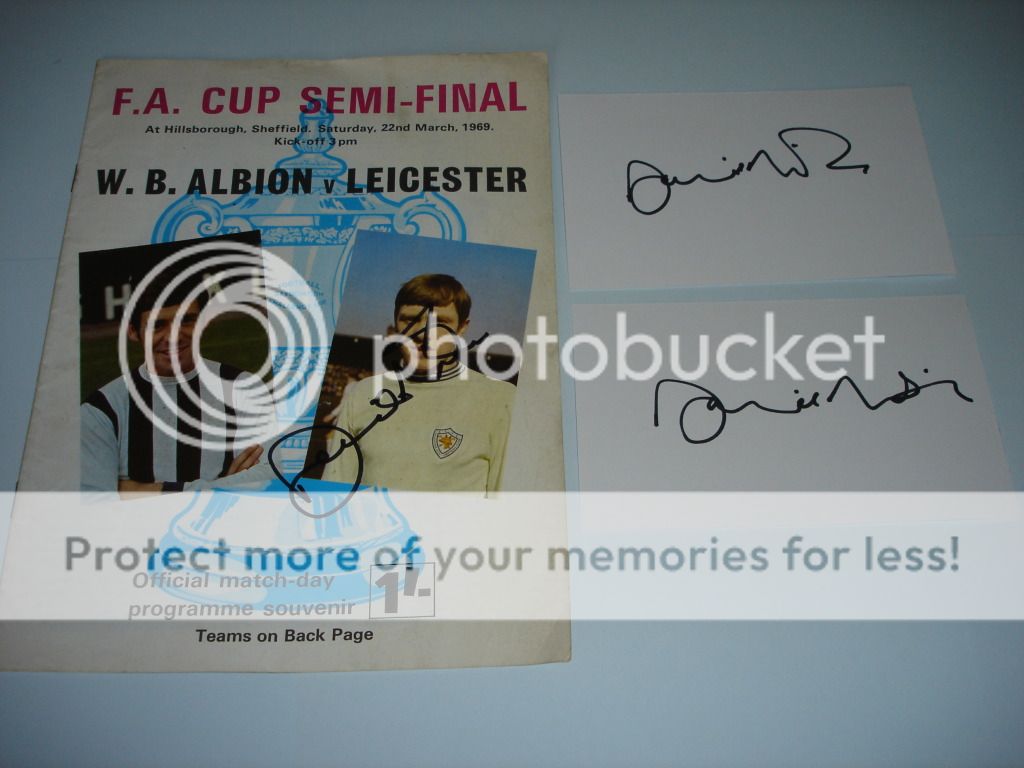 F.A. CUP SEMI-FINAL
At Hillsborough, Sheffield. Saturday, 22nd March, 1969.
Kick-off 3pm
W. B. ALBION v LEICESTER
photobucket
Protect more of your memories for less!
Official match-day
programme souvenir 1/-
Teams on Back Page